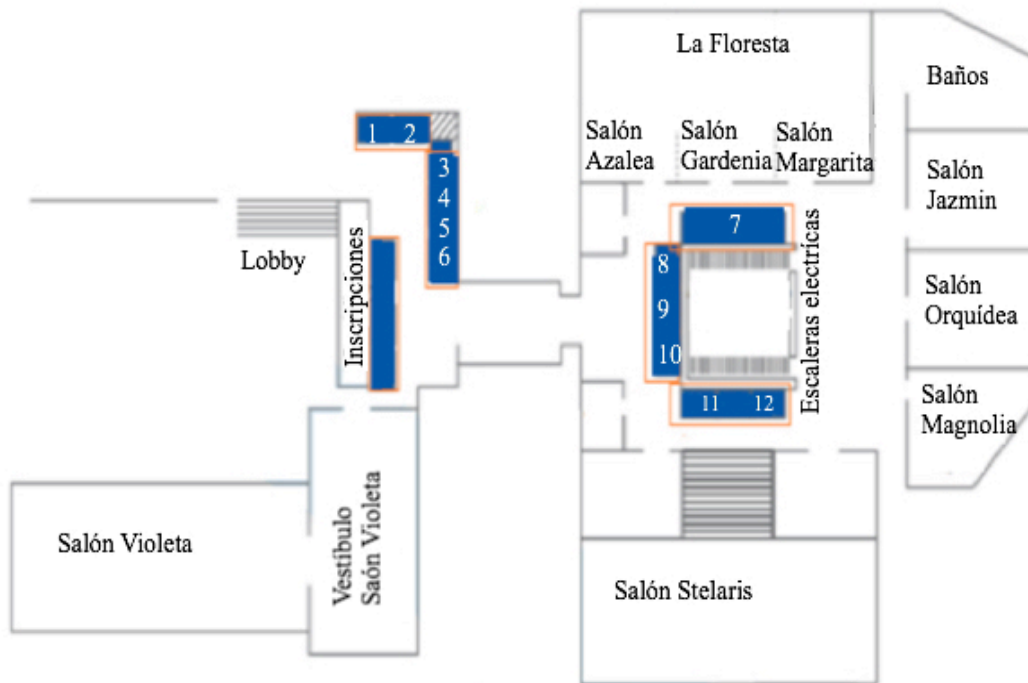 La Floresta
Baños
1 2
Salón
Azalea
Salón
Gardenia
Salón
Margarita
3
4
5
6
Salón
Jazmin
7
Lobby
Inscripciones
8
9
10
Escaleras electrícas
Salón
Orquídea
11 12
Salón
Magnolia
Salón Violeta
Vestíbulo
Saón Violeta
Salón Stelaris